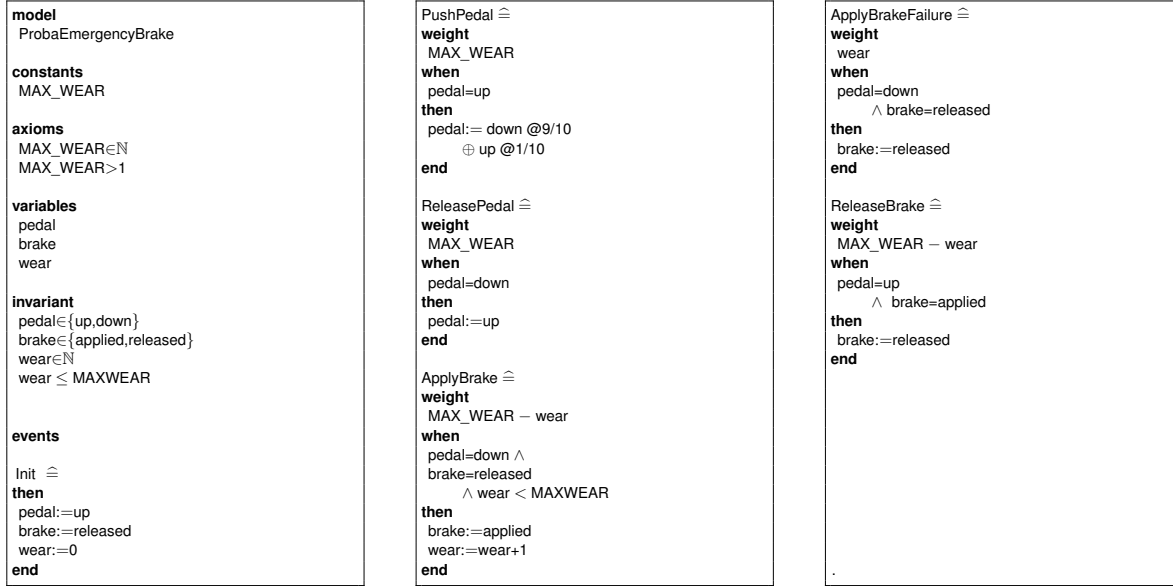 model
ProbaEmergencyBrake
constants
MAX_WEAR
axioms
MAX_WEAR∈ℕ
MAX_WEAR>1
variables
pedal
brake
wear
invariant
pedal∈{up,down}
brake∈{applied,released}
wear∈ℕ
wear ≤ MAXWEAR
events
Init ≙
then
pedal:=up
brake:=released
wear:=0
end
PushPedal ≙
weight
MAX_WEAR
when
pedal=up
then
pedal:= down @9/10
⊕ up @1/10
end
ReleasePedal ≙
weight
MAX_WEAR
when
pedal=down
then
pedal:=up
end
ApplyBrake ≙
weight
MAX_WEAR − wear
when
pedal=down ∧
brake=released
∧ wear < MAXWEAR
then
brake:=applied
wear:=wear+1
end
ApplyBrakeFailure ≙
weight
wear
when
pedal=down
∧ brake=released
then
brake:=released
end
ReleaseBrake ≙
weight
MAX_WEAR − wear
when
pedal=up
∧ brake=applied
then
brake:=released
end
.